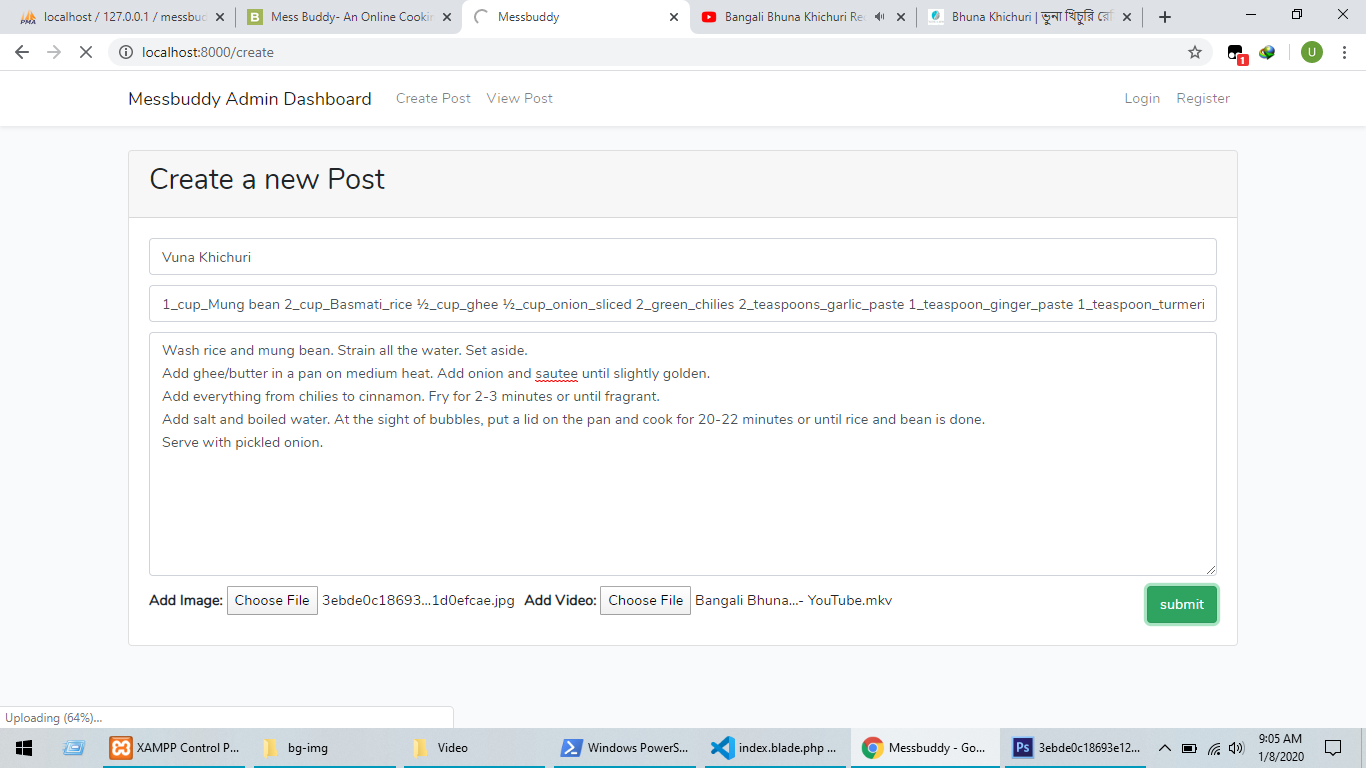 localhost / 127.0.0.1 / messbu
Mess Buddy- An Online Cookin
Messbuddy
Bangali Bhuna Khichuri Re
Bhuna Khichuri | ভুনা খিচুরি রে
localhost:8000/create
1
U
Messbuddy Admin Dashboard
Create Post
View Post
Login
Register
Create a new Post
Vuna Khichuri
1_cup_Mung bean 2_cup_Basmati_rice ½_cup_ghee ½_cup_onion_sliced 2_green_chilies 2_teaspoons_garlic_paste 1_teaspoon_ginger_paste 1_teaspoon_turmeri
Wash rice and mung bean. Strain all the water. Set aside.
Add ghee/butter in a pan on medium heat. Add onion and sautee until slightly golden.
Add everything from chilies to cinnamon. Fry for 2-3 minutes or until fragrant.
Add salt and boiled water. At the sight of bubbles, put a lid on the pan and cook for 20-22 minutes or until rice and bean is done.
Serve with pickled onion.
Add Image: Choose File 3ebde0c18693...1d0efcae.jpg Add Video: Choose File Bangali Bhuna...- YouTube.mkv submit
Uploading (64%)...
XAMPP Control P...
bg-img
Video
Windows PowerS...
index.blade.php ...
Messbuddy - Go...
Ps
3ebde0c18693e12...
9:05 AM
1/8/2020